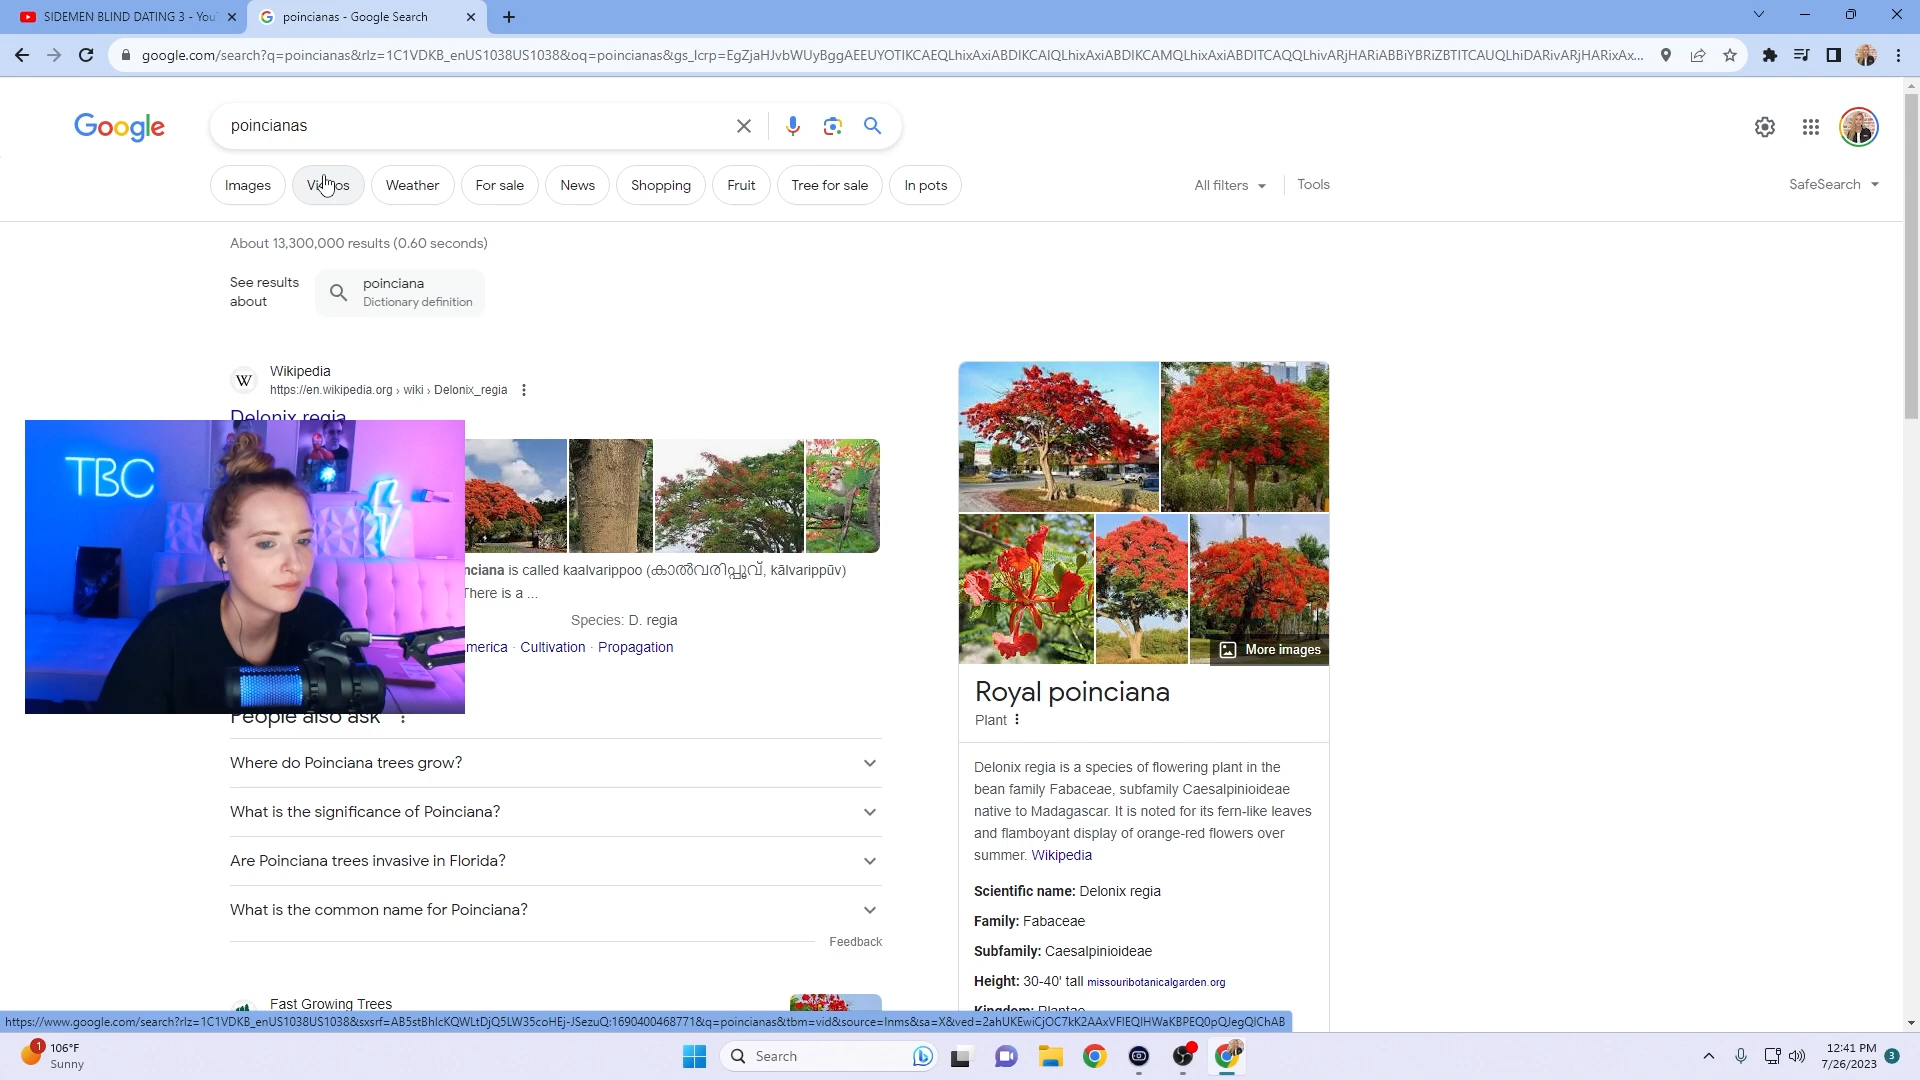 SIDEMEN BLIND DATING 3 - You
poincianas - Google Search
google.com/search?q=poincianas&rlz=1C1VDKB_enUS1038US1038&oq=poincianas&gs_lcrp=EgZjaHJvbWUyBggAEEUYOTIKCAEQLhixAxiABDIKCAIQLhixAxiABDIKCAMQLhixAxiABDITCAQQLhivARjHARiABBiYBRiZBTITCAUQLhiDARivARjHARixAx...
Google
poincianas
Images
Videos
Weather
For sale
News
Shopping
Fruit
Tree for sale
In pots
All filters
Tools
SafeSearch
About 13,300,000 results (0.60 seconds)
See results
about
poinciana
Dictionary definition
W
Wikipedia
https://en.wikipedia.org › wiki › Delonix_regia
Delonix regia
TBC
nciana is called kaalvarippoo (കാൽവരിപ്പൂവ്, kālvarippūv)
There is a ...
Species: D. regia
merica · Cultivation · Propagation
People also ask
Where do Poinciana trees grow?
What is the significance of Poinciana?
Are Poinciana trees invasive in Florida?
What is the common name for Poinciana?
Feedback
Fast Growing Trees
More images
Royal poinciana
Plant
Delonix regia is a species of flowering plant in the
bean family Fabaceae, subfamily Caesalpinioideae
native to Madagascar. It is noted for its fern-like leaves
and flamboyant display of orange-red flowers over
summer. Wikipedia
Scientific name: Delonix regia
Family: Fabaceae
Subfamily: Caesalpinioideae
Height: 30-40' tall missouribotanicalgarden.org
Kingdom: Plantae
https://www.google.com/search?rlz=1C1VDKB_enUS1038US1038&sxsrf=AB5stBhIcKQWLtDjQ5LW35coHEj-JSezuQ:1690400468771&q=poincianas&tbm=vid&source=lnms&sa=X&ved=2ahUKEwiCjOC7kK2AAxVFIEQIHWaKBPEQ0pQJegQIChAB
1
106°F
Sunny
Search
12:41 PM
7/26/2023
3